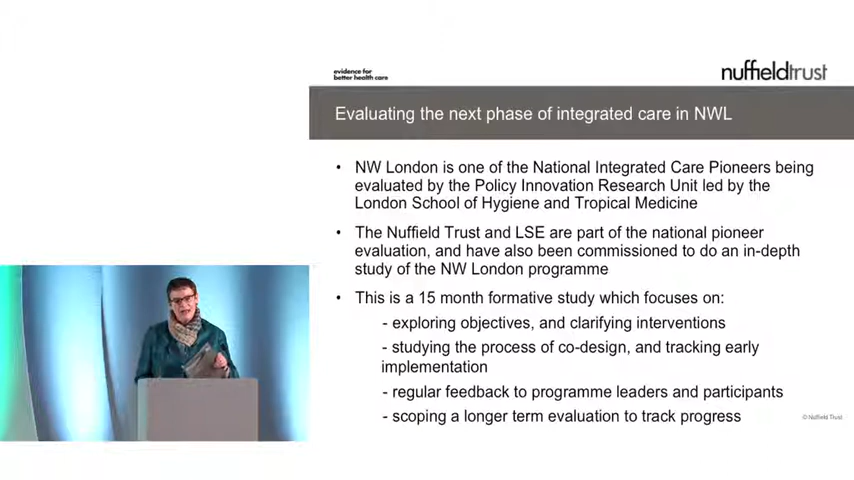 evidence for
better health care
nuffieldtrust
Evaluating the next phase of integrated care in NWL
• NW London is one of the National Integrated Care Pioneers being
evaluated by the Policy Innovation Research Unit led by the
London School of Hygiene and Tropical Medicine
• The Nuffield Trust and LSE are part of the national pioneer
evaluation, and have also been commissioned to do an in-depth
study of the NW London programme
• This is a 15 month formative study which focuses on:
- exploring objectives, and clarifying interventions
- studying the process of co-design, and tracking early
implementation
- regular feedback to programme leaders and participants
- scoping a longer term evaluation to track progress
© Nuffield Trust